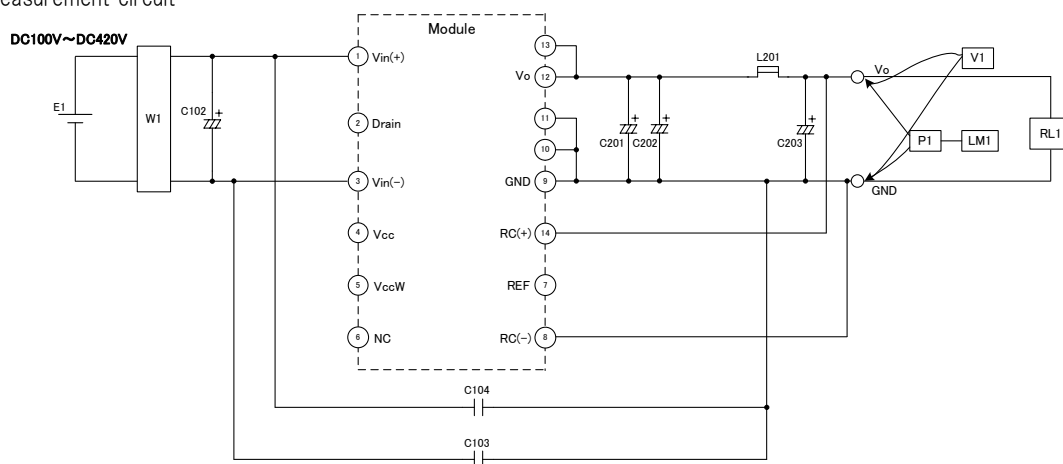 easurement circuit
DC100V～DC420V
Module
E1
W1
C102
1 Vin(+)
2 Drain
3 Vin(−)
4 Vcc
5 VccW
6 NC
13
Vo 12
11
10
GND 9
RC(+) 14
REF 7
RC(−) 8
C201
C202
L201
C203
Vo
GND
V1
P1
LM1
RL1
C104
C103